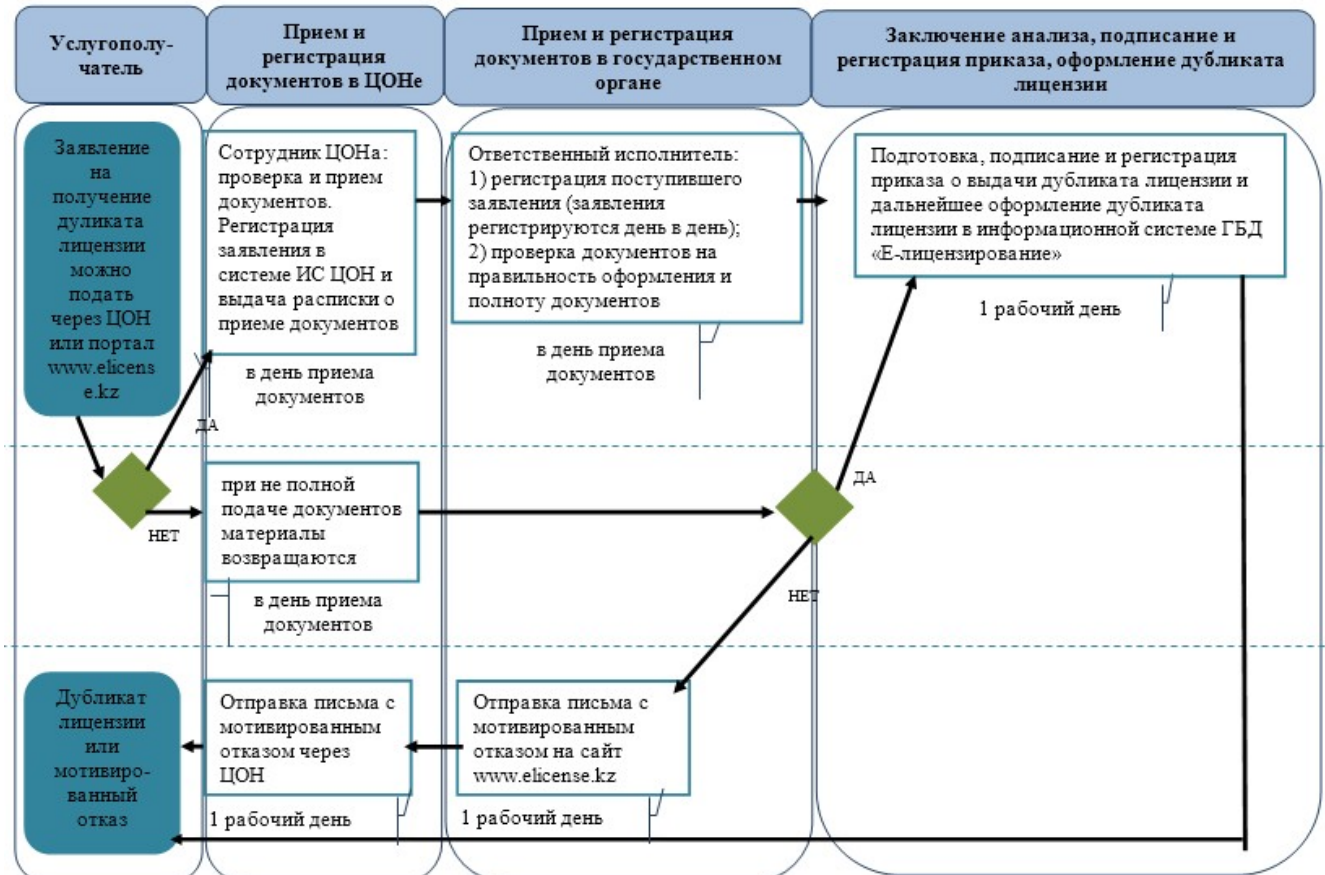 Услугополу-
чатель
Прием и
регистрация
документов в ЦОНе
Прием и регистрация
документов в государственном
органе
Заключение анализа, подписание и
регистрация приказа, оформление дубликата
лицензии
Заявление
на
получение
дуликата
лицензии
можно
подать
через ЦОН
или портал
www.elicens
e.kz
Сотрудник ЦОНа:
проверка и прием
документов.
Регистрация
заявления в
системе ИС ЦОН и
выдача расписки о
приеме документов
в день приема
документов
Ответственный исполнитель:
1) регистрация поступившего
заявления (заявления
регистрируются день в день);
2) проверка документов на
правильность оформления и
полноту документов
в день приема
документов
Подготовка, подписание и регистрация
приказа о выдачи дубликата лицензии и
дальнейшее оформление дубликата
лицензии в информационной системе ГБД
«Е-лицензирование»
1 рабочий день
ДА
НЕТ
при не полной
подаче документов
материалы
возвращаются
в день приема
документов
ДА
НЕТ
Дубликат
лицензии
или
мотивиро-
ванный
отказ
Отправка письма с
мотивированным
отказом через
ЦОН
1 рабочий день
Отправка письма с
мотивированным
отказом на сайт
www.elicense.kz
1 рабочий день